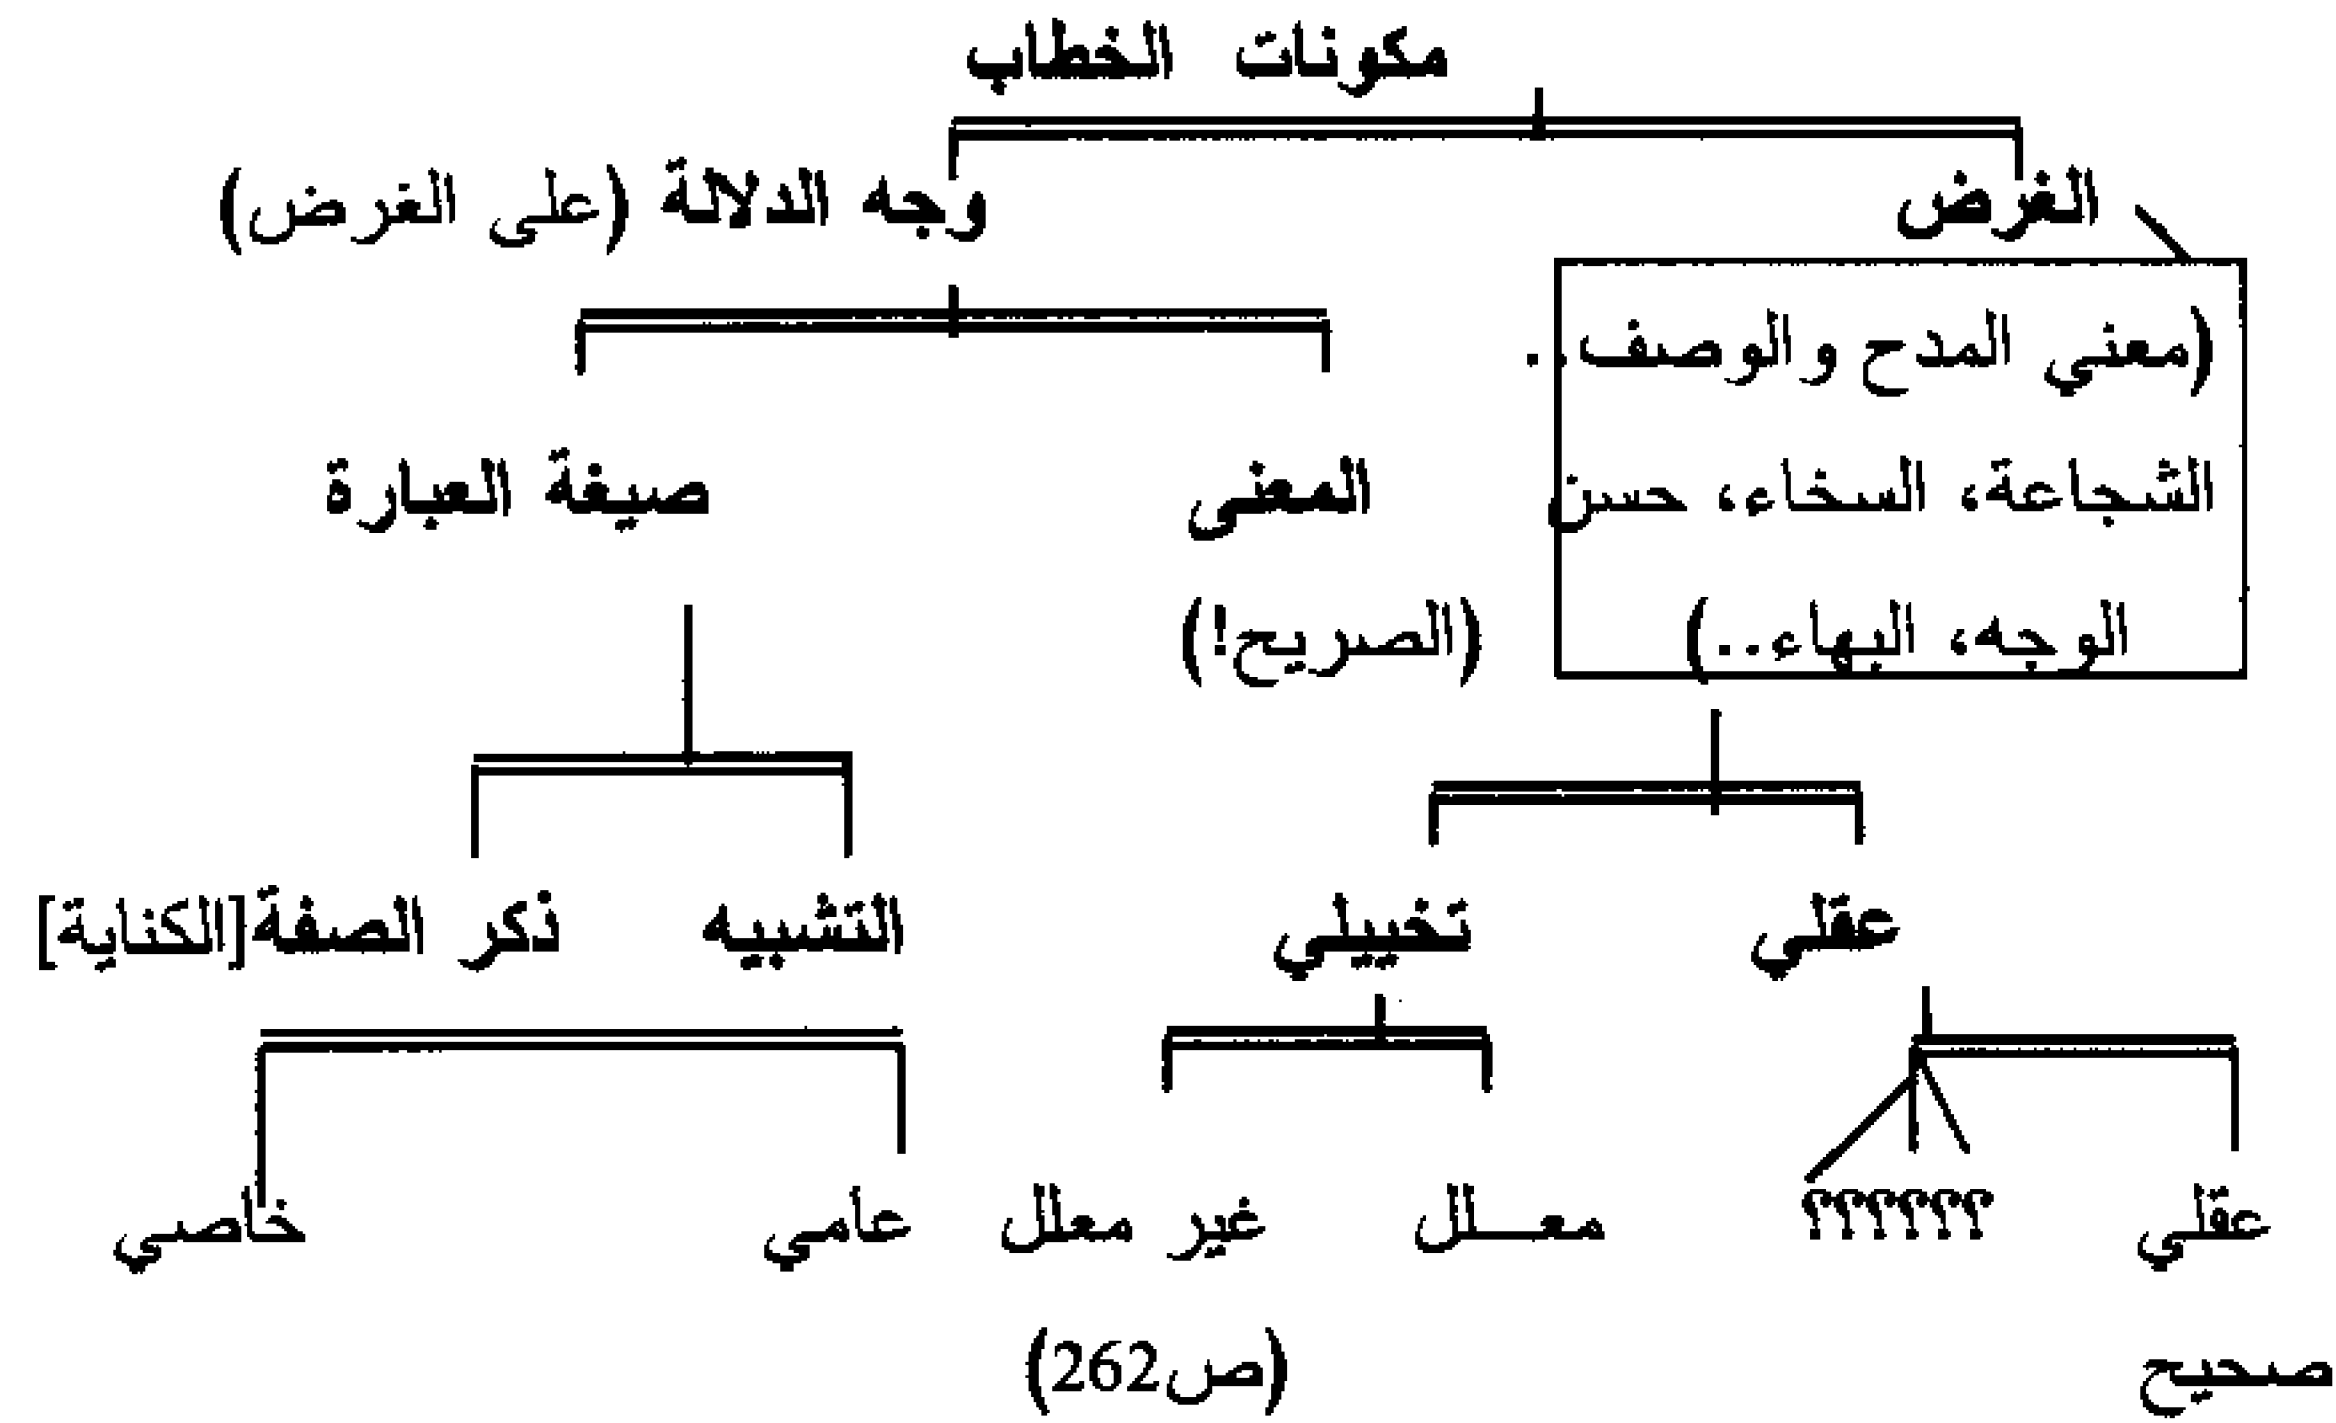 مكونات الخطاب
الغرض
وجه الدلالة (على الغرض)
(معني المدح والوصف..
الشجاعة، السخاء، حسن
الوجه، البهاء..)
المعنى
(الصريح!)
صيغة العبارة
عقلي
تخييلي
التشبيه
ذكر الصفة[الكناية]
عقلي
صحيح
؟؟؟؟؟؟
معــلل
غير معلل
(ص262)
عامي
خاصي